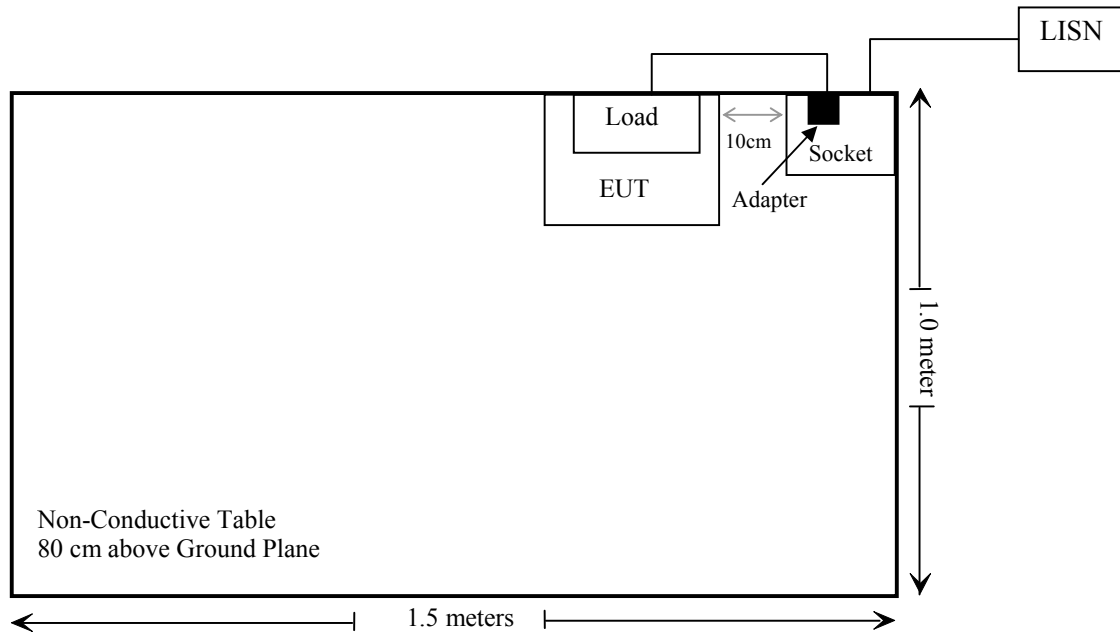 LISN
Load
10cm
Socket
EUT
Adapter
1.0 meter
Non-Conductive Table
80 cm above Ground Plane
1.5 meters